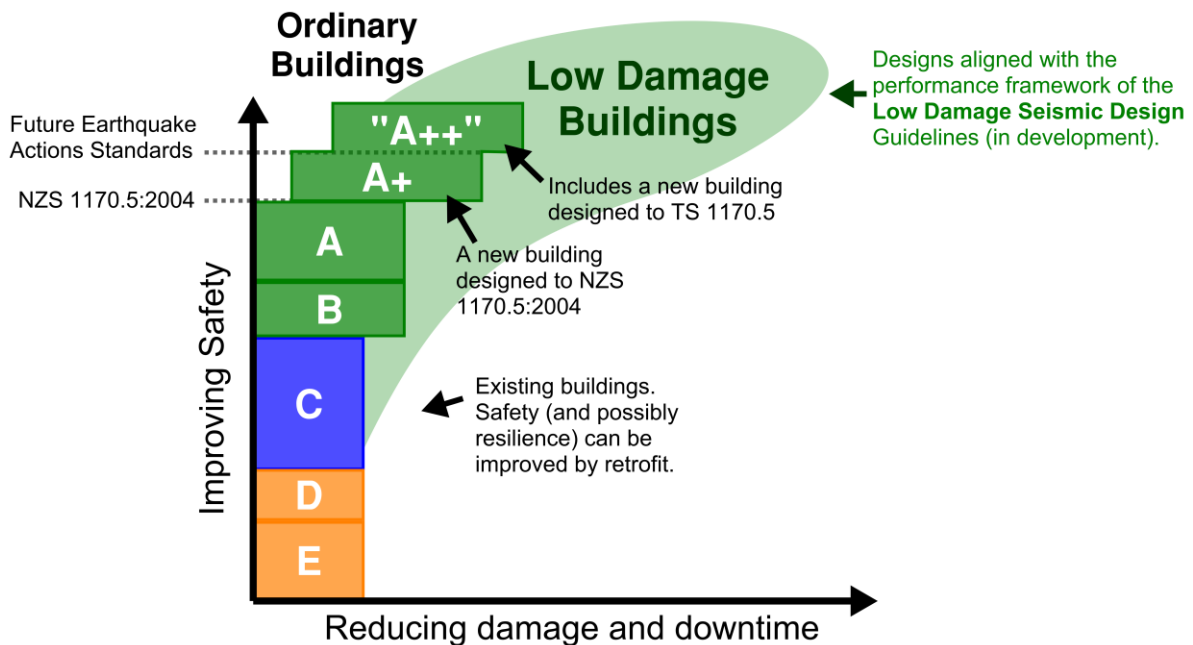 Ordinary
Buildings
Low Damage
Buildings
Designs aligned with the
performance framework of the
Low Damage Seismic Design
Guidelines (in development).
Future Earthquake
Actions Standards
NZS 1170.5:2004
"A++"
A+
A
B
C
D
E
Includes a new building
designed to TS 1170.5
A new building
designed to NZS
1170.5:2004
Existing buildings.
Safety (and possibly
resilience) can be
improved by retrofit.
Improving Safety
Reducing damage and downtime